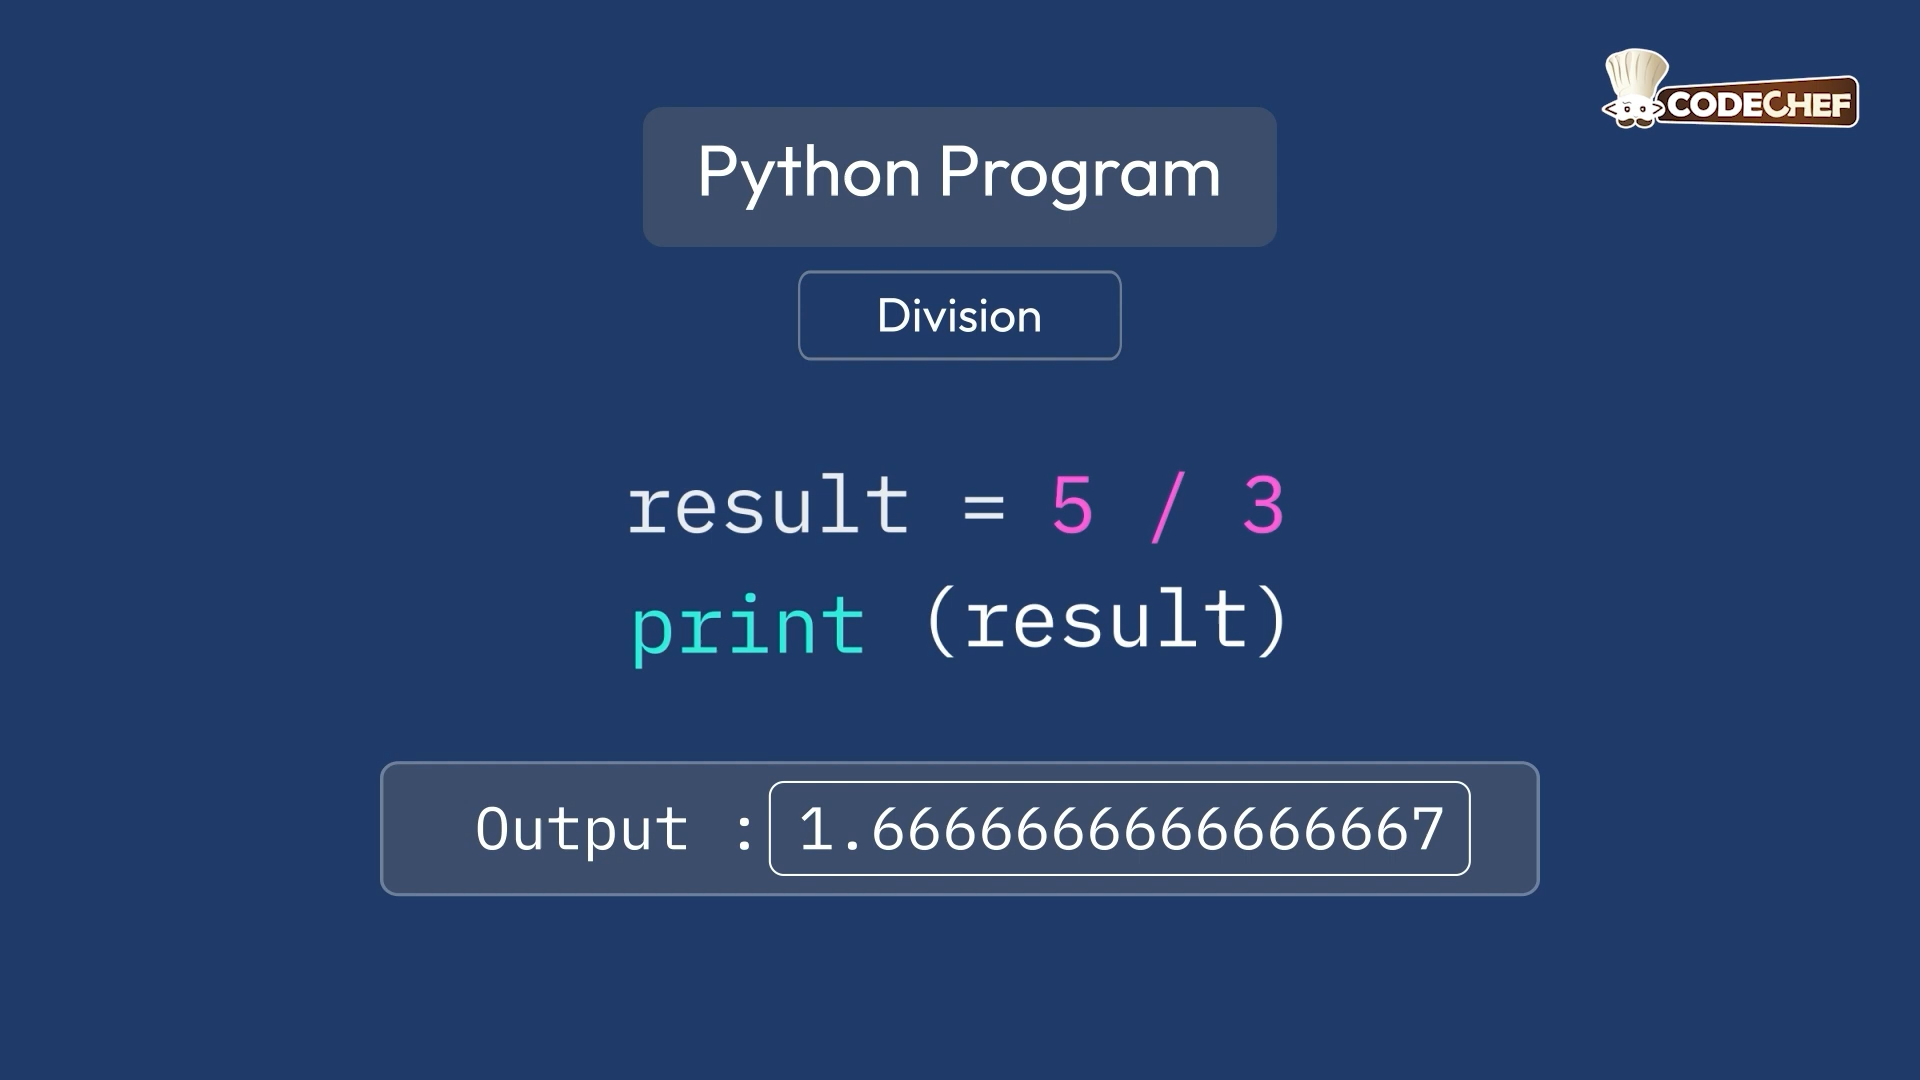 CODECHEF
Python Program
Division
result = 5 / 3
print (result)
Output : 1.6666666666666667